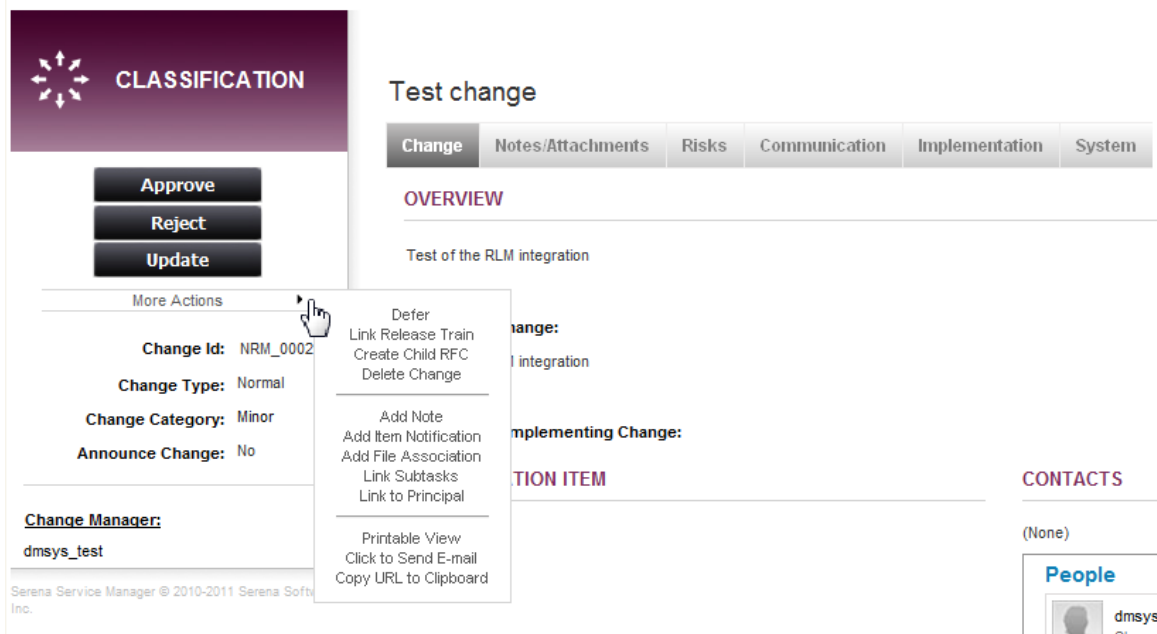 CLASSIFICATION
Test change
Change Notes/Attachments Risks Communication Implementation System
Approve
Reject
Update
More Actions
Change Id: NRM_0002
Change Type: Normal
Change Category: Minor
Announce Change: No
Change Manager:
dmsys_test
Serena Service Manager © 2010-2011 Serena Softw
Inc.
Defer
Link Release Train
Create Child RFC
Delete Change
Add Note
Add Item Notification
Add File Association
Link Subtasks
Link to Principal
Printable View
Click to Send E-mail
Copy URL to Clipboard
OVERVIEW
Test of the RLM integration
hange:
integration
mplementing Change:
TION ITEM
CONTACTS
(None)
People
dmsys